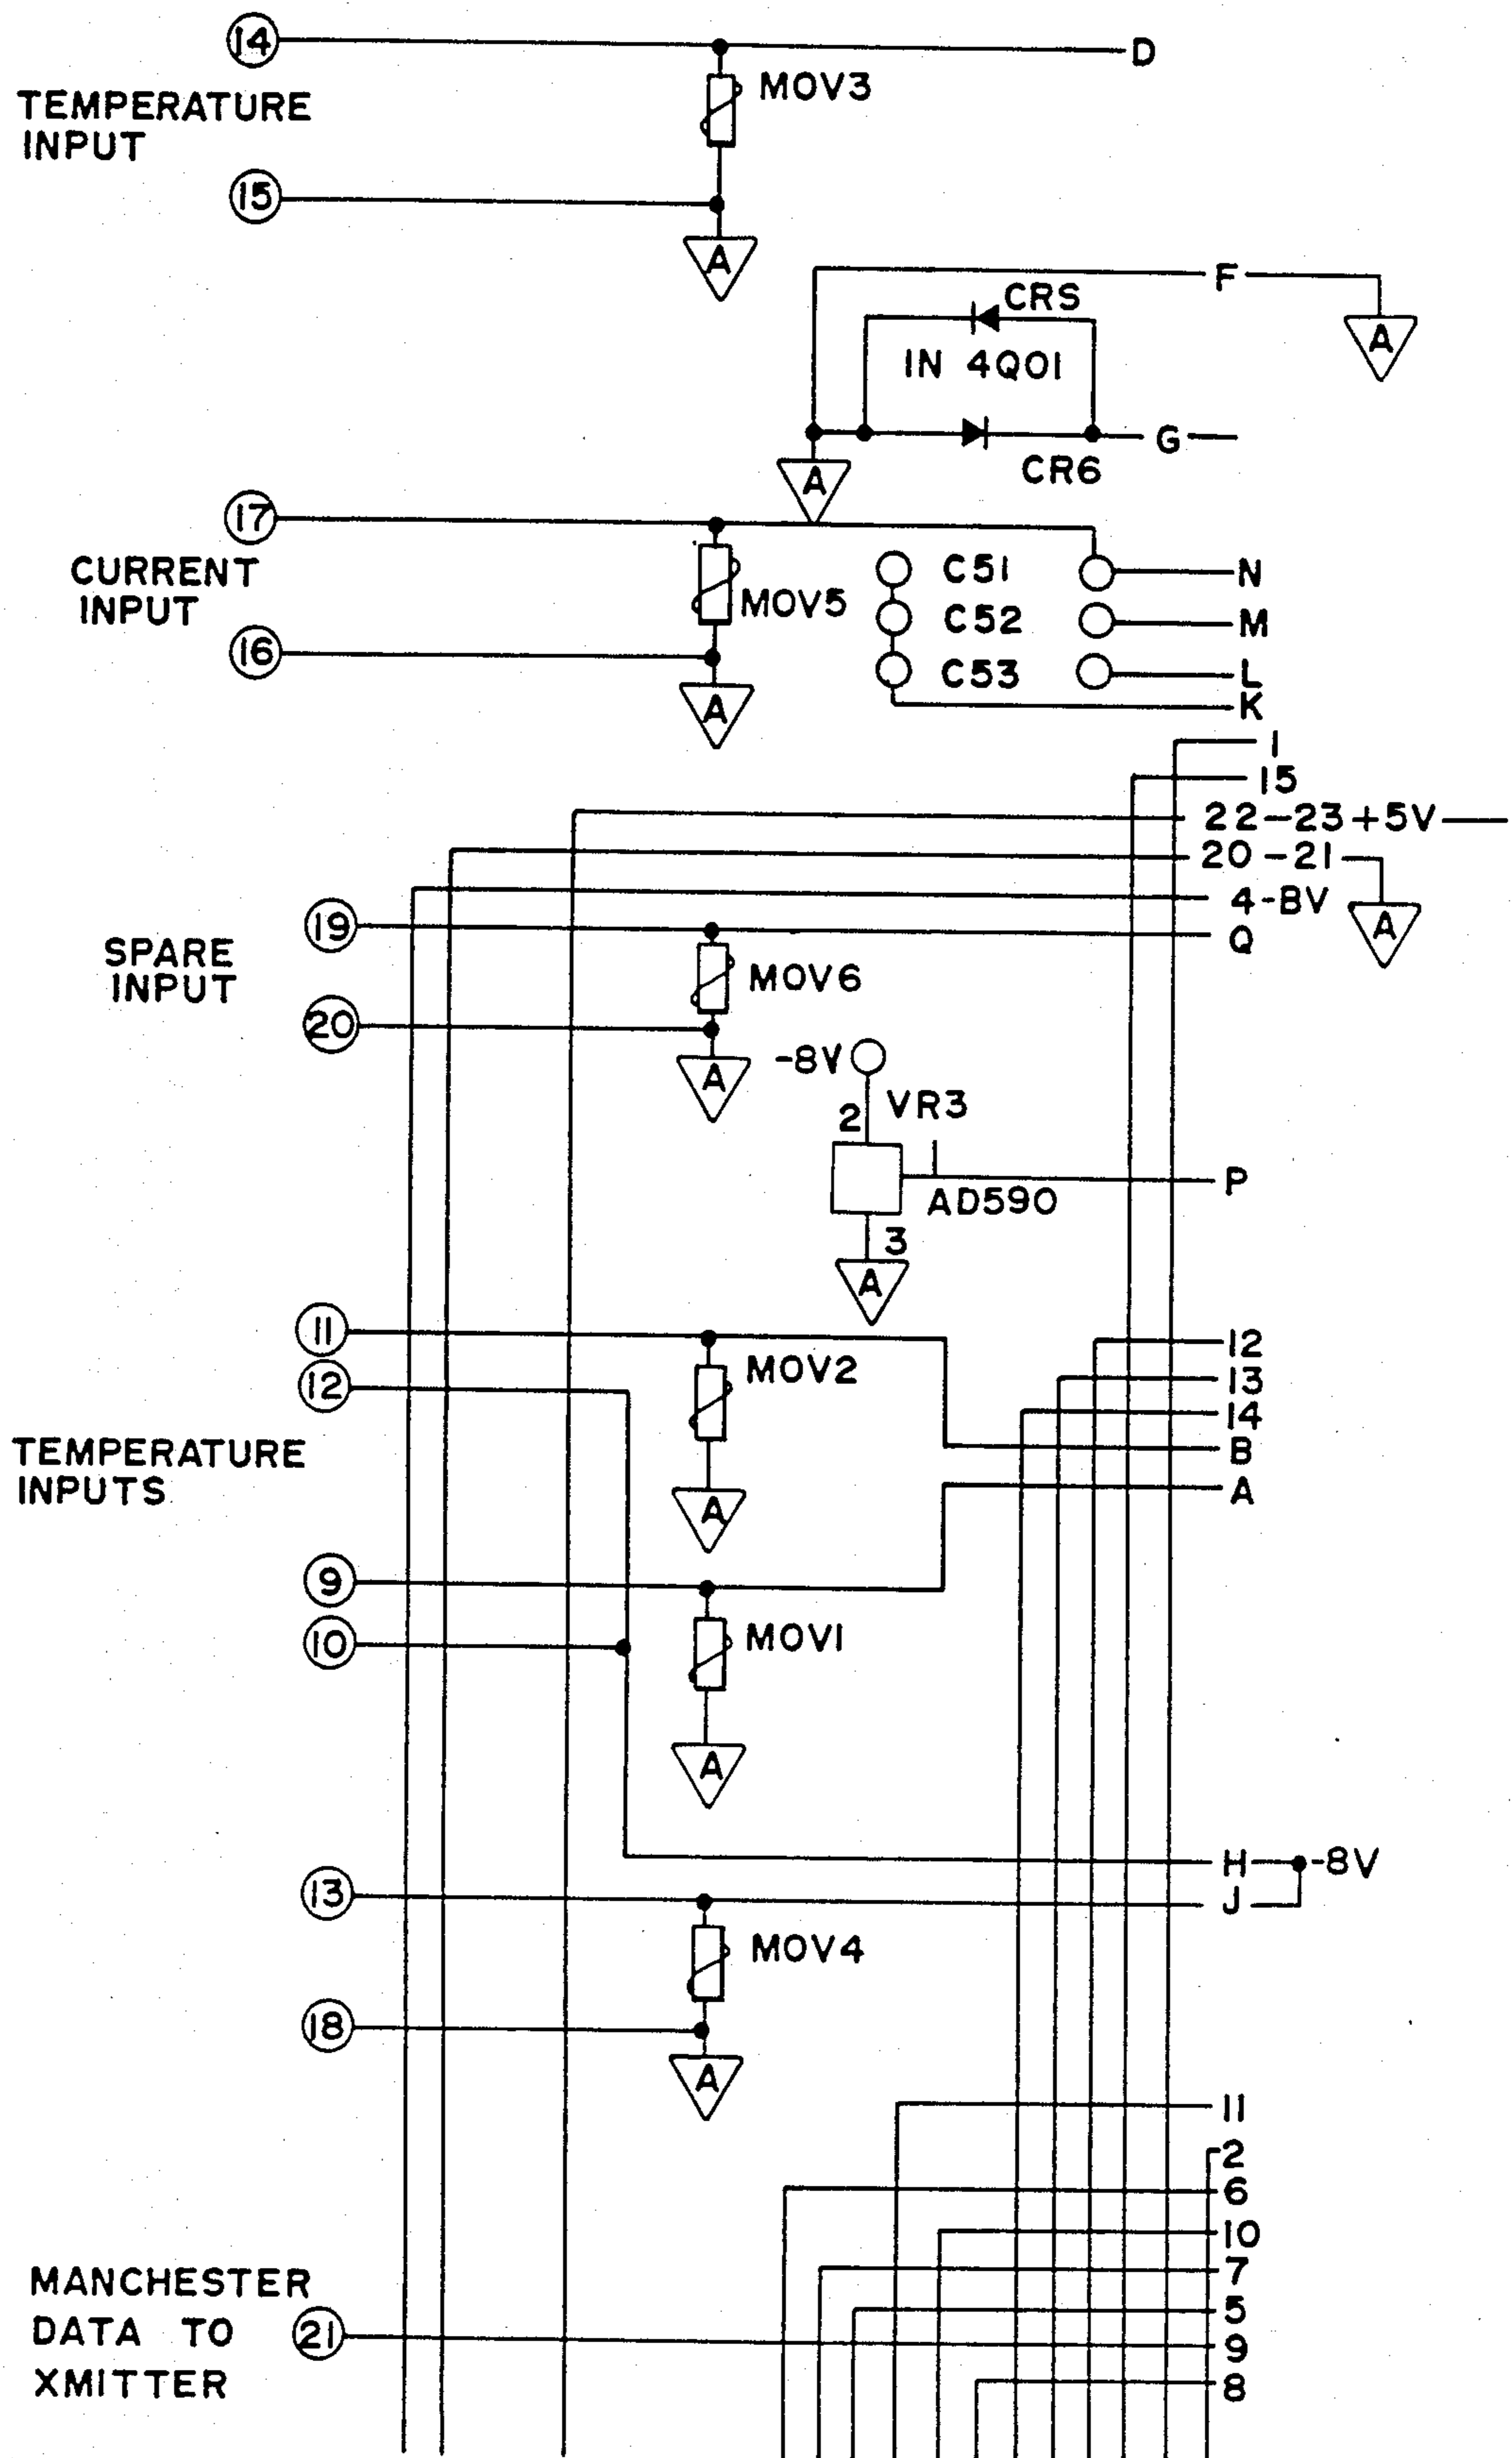 14
D
MOV3
TEMPERATURE
INPUT
15
A
F
CRS
A
IN 4Q01
G
CR6
A
17
CURRENT
INPUT
C51
N
MOV5
C52
M
16
C53
L
K
A
1
15
22-23+5V
20-21
4-BV
A
19
Q
SPARE
INPUT
MOV6
20
A
-8V
VR3
2
P
AD590
3
A
11
12
MOV2
12
13
14
TEMPERATURE
INPUTS
B
A
A
9
MOV1
10
A
H
-8V
13
J
MOV4
18
A
11
2
6
10
7
MANCHESTER
DATA TO
XMITTER
21
5
9
8